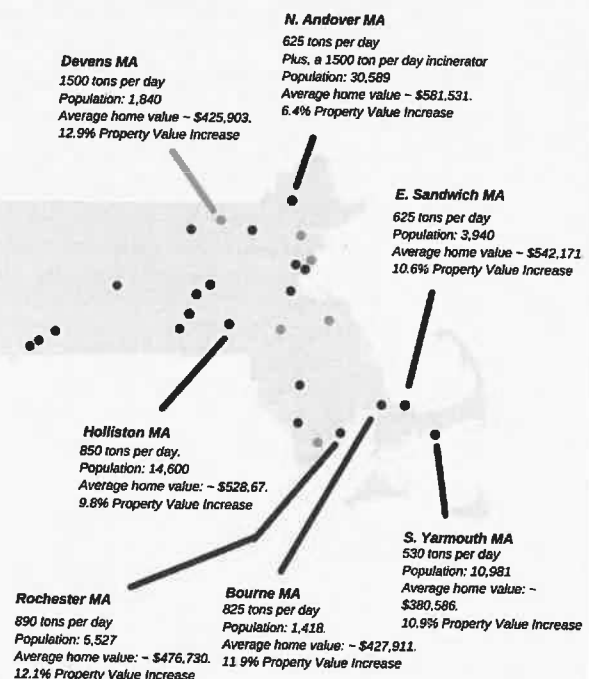 N. Andover MA
625 tons per day
Plus, a 1500 ton per day incinerator
Population: 30,589
Average home value ~ $581,531.
6.4% Property Value Increase
Devens MA
1500 tons per day
Population: 1,840
Average home value ~ $425,903.
12.9% Property Value Increase
E. Sandwich MA
625 tons per day
Population: 3,940
Average home value ~ $542,171
10.6% Property Value Increase
Holliston MA
850 tons per day.
Population: 14,600
Average home value: ~ $528,67.
9.8% Property Value Increase
S. Yarmouth MA
530 tons per day
Population: 10,981
Average home value: ~
$380,586.
10.9% Property Value Increase
Rochester MA
890 tons per day
Population: 5,527
Average home value: ~ $476,730.
12.1% Property Value Increase
Bourne MA
825 tons per day
Population: 1,418.
Average home value: ~ $427,911.
11 9% Property Value Increase